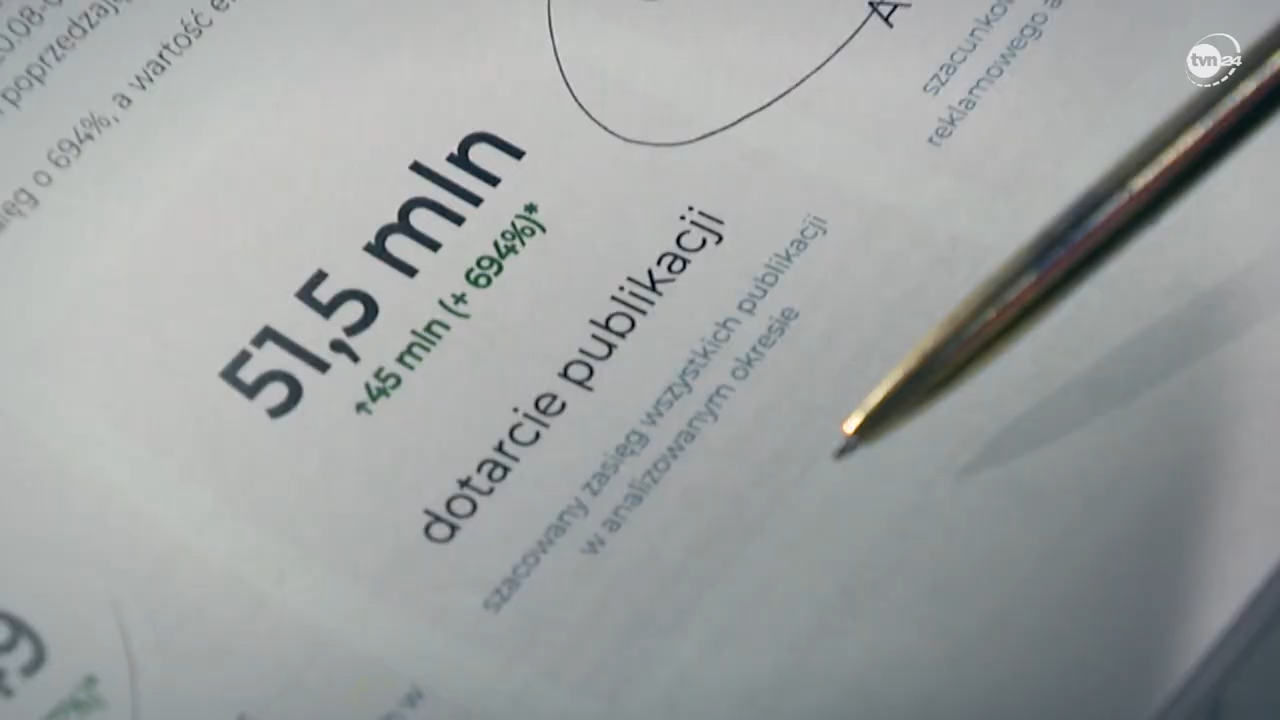 poprzedzają
o 694%, a wartość
51,5 mln
↑45 mln (+ 694%)*
dotarcie publikacji
szacowany zasięg wszystkich publikacji
w analizowanym okresie
reklamowego
tvn24
w